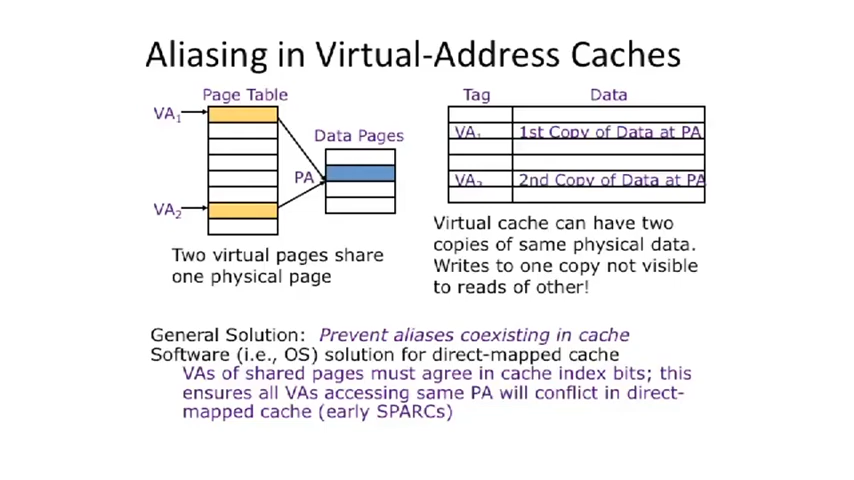 Aliasing in Virtual-Address Caches
Page Table
VA₁
Data Pages
PA
VA₂
Two virtual pages share
one physical page
Tag Data
VA₁ 1st Copy of Data at PA
VA₂ 2nd Copy of Data at PA
Virtual cache can have two
copies of same physical data.
Writes to one copy not visible
to reads of other!
General Solution: Prevent aliases coexisting in cache
Software (i.e., OS) solution for direct-mapped cache
VAs of shared pages must agree in cache index bits; this
ensures all VAs accessing same PA will conflict in direct-
mapped cache (early SPARCs)